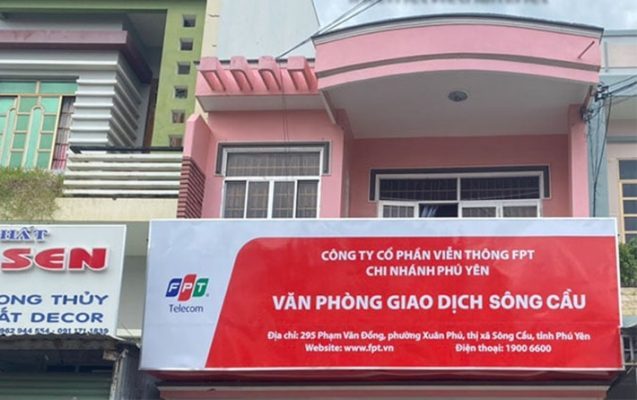 CÔNG TY CỔ PHẦN VIỄN THÔNG FPT
CHI NHÁNH PHÚ YÊN
FPT
Telecom
VĂN PHÒNG GIAO DỊCH SÔNG CẦU
Địa chỉ: 295 Phạm Văn Đồng, phường Xuân Phú, thị xã Sông Cầu, tỉnh Phú Yên
Website: www.fpt.vn
Điện thoại: 1900 6600
SEN
THỦY
DECOR